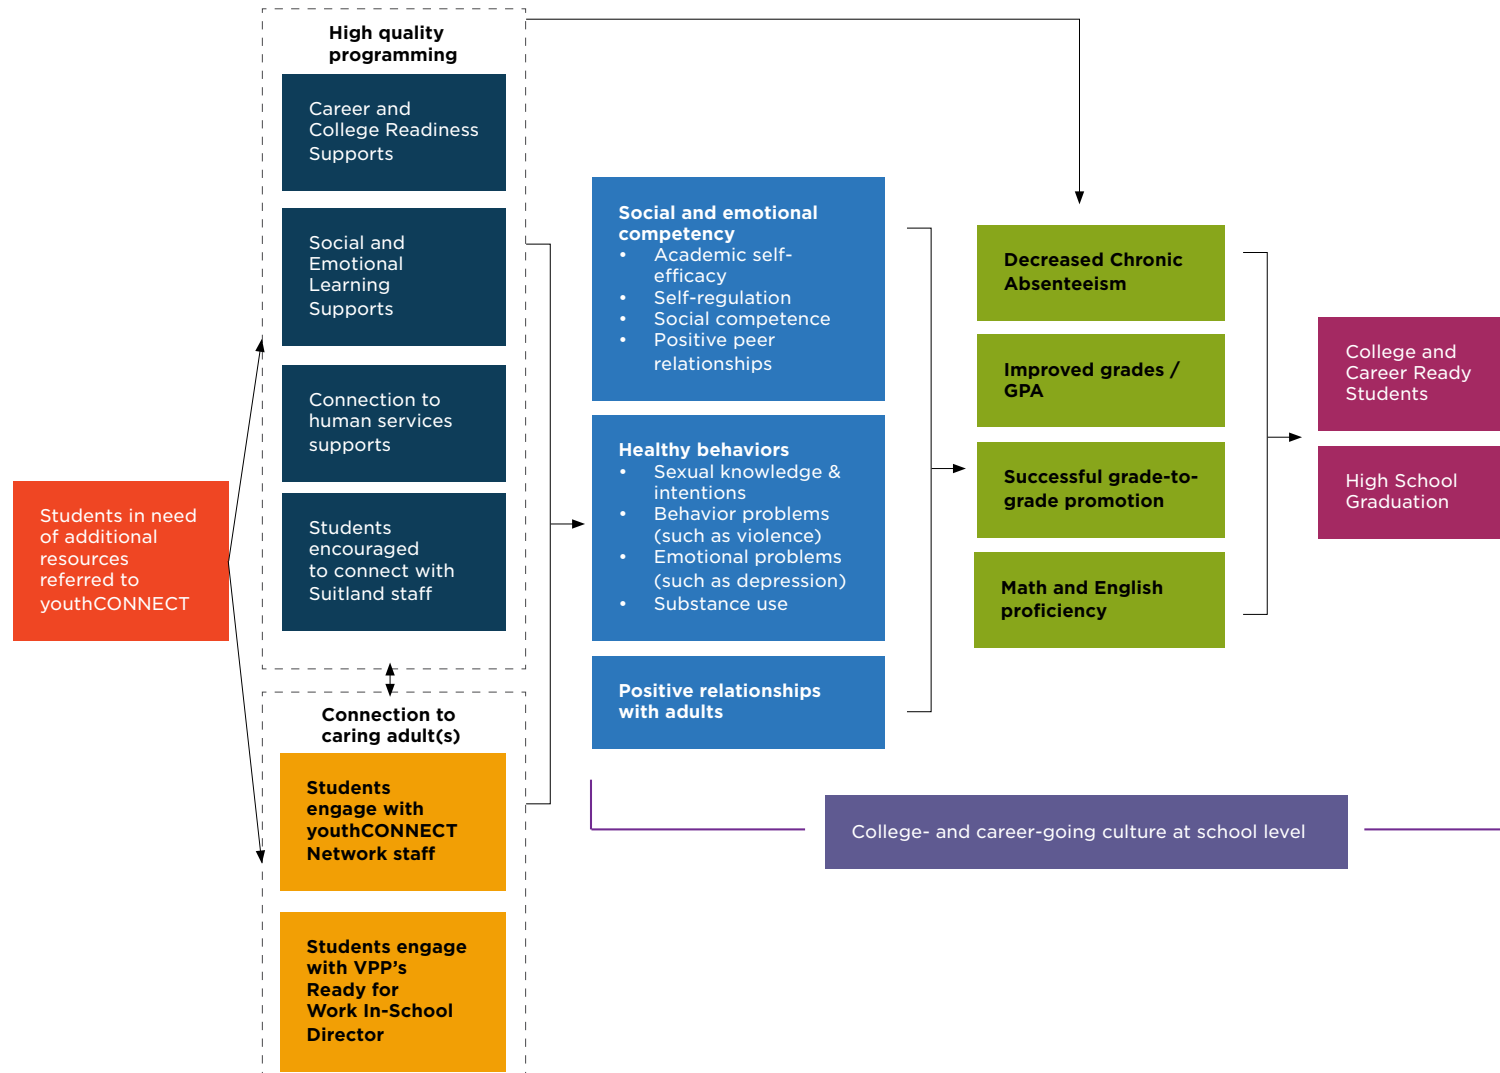 High quality
programming
Career and
College Readiness
Supports
Social and
Emotional
Learning
Supports
Connection to
human services
supports
Students
encouraged
to connect with
Suitland staff
Students in need
of additional
resources
referred to
youthCONNECT
Connection to
caring adult(s)
Students
engage with
youthCONNECT
Network staff
Students engage
with VPP's
Ready for
Work In-School
Director
Social and emotional
competency
• Academic self-
efficacy
• Self-regulation
• Social competence
• Positive peer
relationships
Healthy behaviors
• Sexual knowledge &
intentions
• Behavior problems
(such as violence)
• Emotional problems
(such as depression)
• Substance use
Positive relationships
with adults
Decreased Chronic
Absenteeism
Improved grades /
GPA
Successful grade-to-
grade promotion
Math and English
proficiency
College and
Career Ready
Students
High School
Graduation
College- and career-going culture at school level